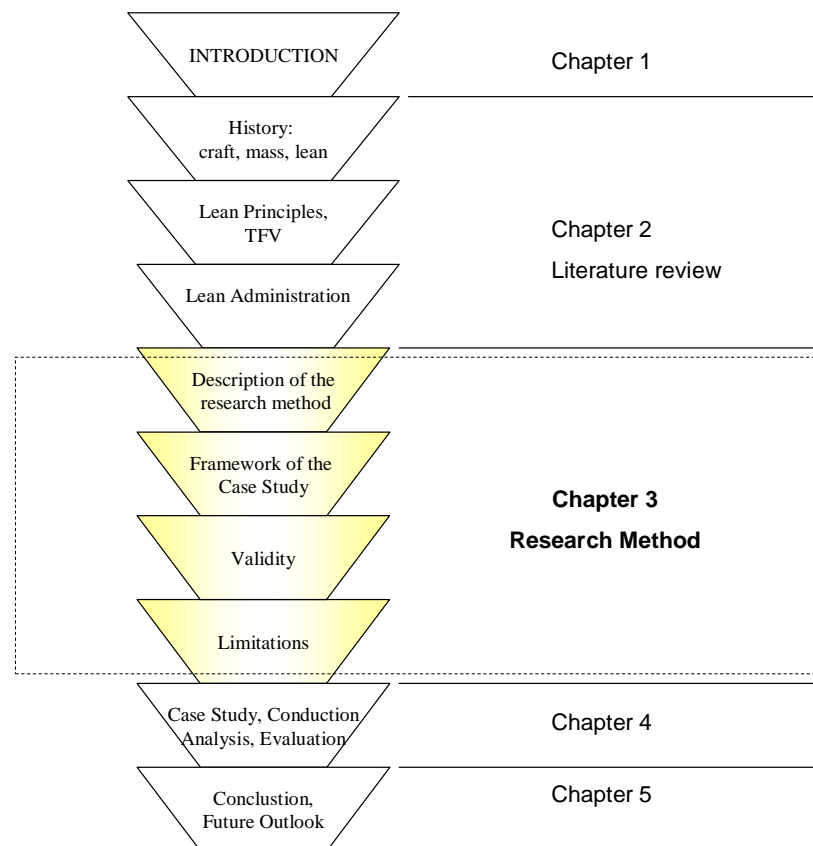 INTRODUCTION
Chapter 1
History:
craft, mass, lean
Lean Principles,
TFV
Chapter 2
Literature review
Lean Administration
Description of the
research method
Framework of the
Case Study
Chapter 3
Research Method
Validity
Limitations
Case Study, Conduction
Analysis, Evaluation
Chapter 4
Conclustion,
Future Outlook
Chapter 5